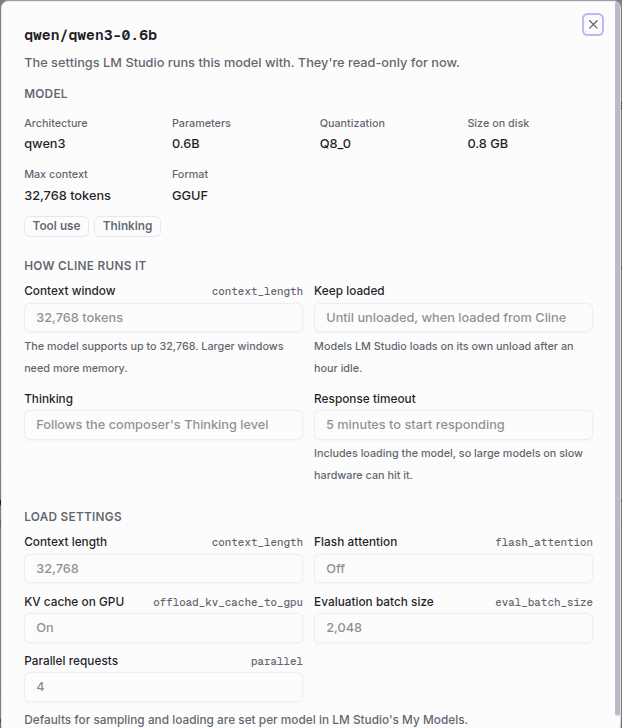 qwen/qwen3-0.6b
The settings LM Studio runs this model with. They're read-only for now.
MODEL
Architecture Parameters Quantization Size on disk
qwen3 0.6B Q8_0 0.8 GB
Max context Format
32,768 tokens GGUF
Tool use Thinking
HOW CLINE RUNS IT
Context window context_length Keep loaded
32,768 tokens Until unloaded, when loaded from Cline
The model supports up to 32,768. Larger windows Models LM Studio loads on its own unload after an
need more memory. hour idle.
Thinking Response timeout
Follows the composer's Thinking level 5 minutes to start responding
Includes loading the model, so large models on slow
hardware can hit it.
LOAD SETTINGS
Context length context_length Flash attention flash_attention
32,768 Off
KV cache on GPU offload_kv_cache_to_gpu Evaluation batch size eval_batch_size
On 2,048
Parallel requests parallel
4
Defaults for sampling and loading are set per model in LM Studio's My Models.